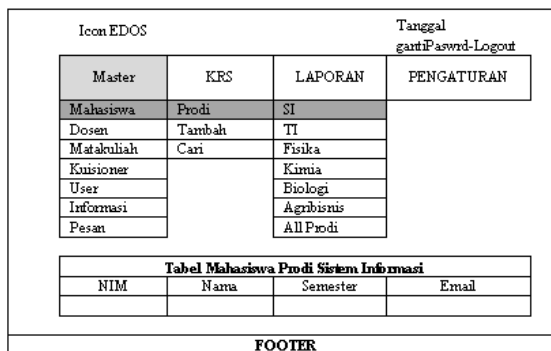 Icon EDOS Tanggal
gantiPaswrd-Logout
Master KRS LAPORAN PENGATURAN
Mahasiswa Prodi SI
Dosen Tambah TI
Matakuliah Cari Fisika
Kuisioner Kimia
User Biologi
Informasi Agribisnis
Pesan All Prodi
Tabel Mahasiswa Prodi Sistem Informasi
NIM Nama Semester Email
FOOTER